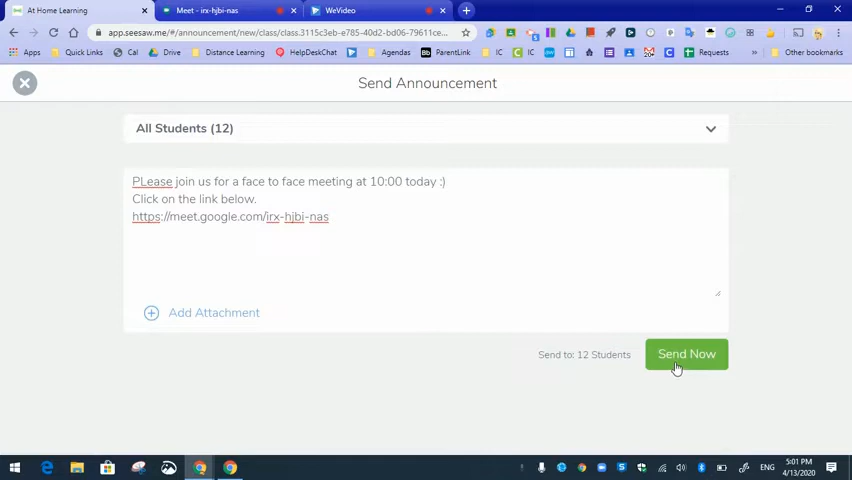 At Home Learning
Meet - irx-hjbi-nas
WeVideo
app.seesaw.me/#/announcement/new/class/class.3115c3eb-e785-40d2-bd06-79611ce...
Apps
Quick Links
Cal
Drive
Distance Learning
HelpDeskChat
Agendas
ParentLink
IC
IC
Requests
Other bookmarks
Send Announcement
All Students (12)
PLease join us for a face to face meeting at 10:00 today :)
Click on the link below.
https://meet.google.com/irx-hjbi-nas
Add Attachment
Send to: 12 Students
Send Now
ENG
5:01 PM
4/13/2020